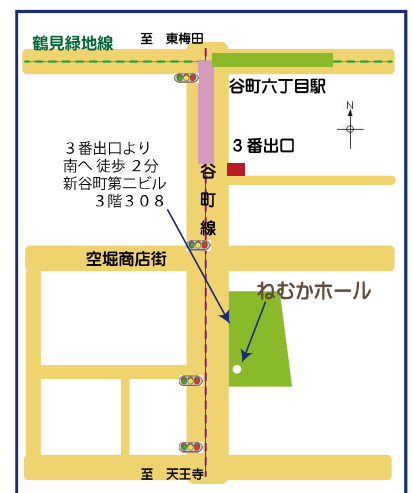 至　東梅田
鶴見緑地線
谷町六丁目駅
N
３番出口
３番出口より
南へ 徒歩 ２分
新谷町第二ビル
３階３０８
谷町線
空堀商店街
ねむかホール
至　天王寺